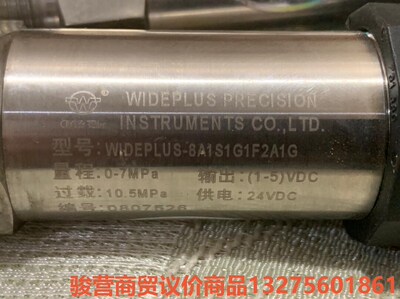 WIDEPLUS PRECISION
INSTRUMENTS CO.,LTD.
型号: WIDEPLUS-8A1S1G1F2A1G
量程: 0-7MPa 输出: (1-5)VDC
过载: 10.5MPa 供电: 24VDC
编号:
骏营商贸议价商品13275601861